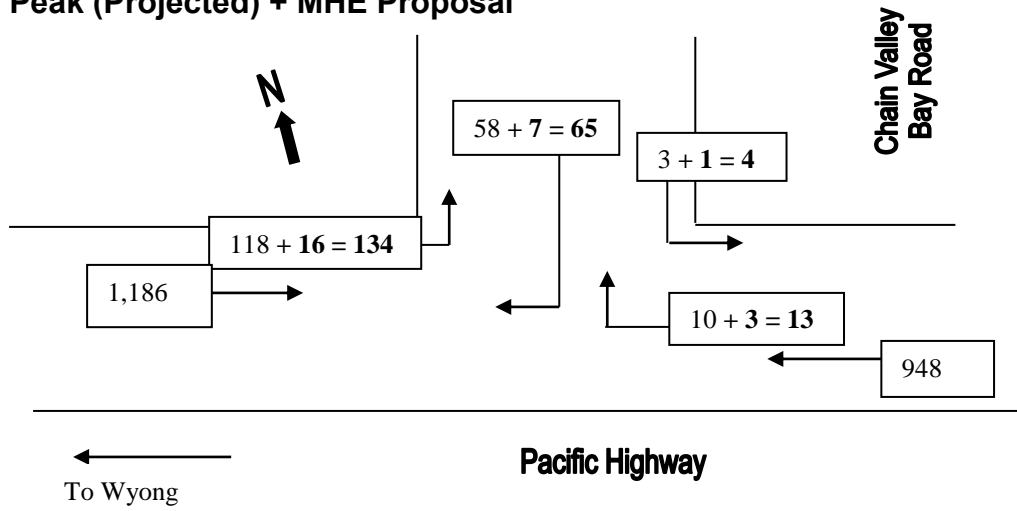 Peak (Projected) + MHE Proposal
Chain Valley
Bay Road
N
58 + 7 = 65
3 + 1 = 4
118 + 16 = 134
1,186
10 + 3 = 13
948
Pacific Highway
To Wyong